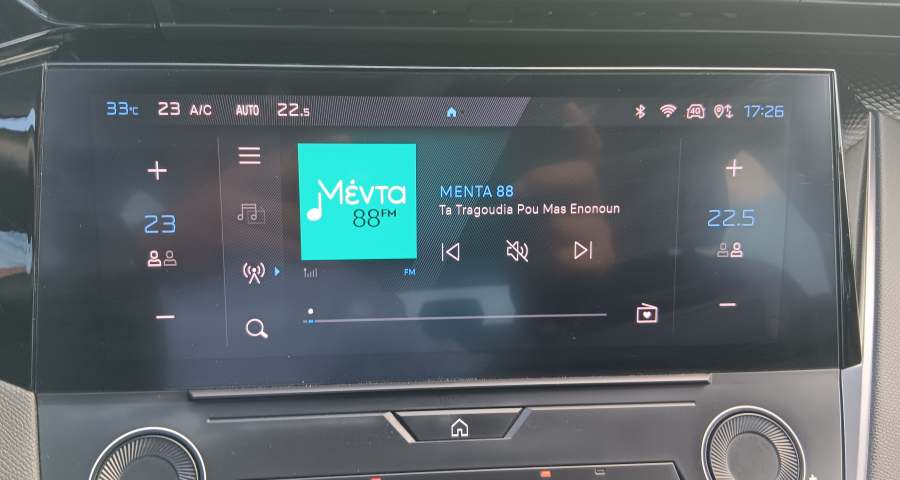 33°C 23 A/C AUTO 22.5 4G 17:26
Μέντα
88FM
MENTA 88
Ta Tragoudia Pou Mas Enonoun
23
22.5
FM